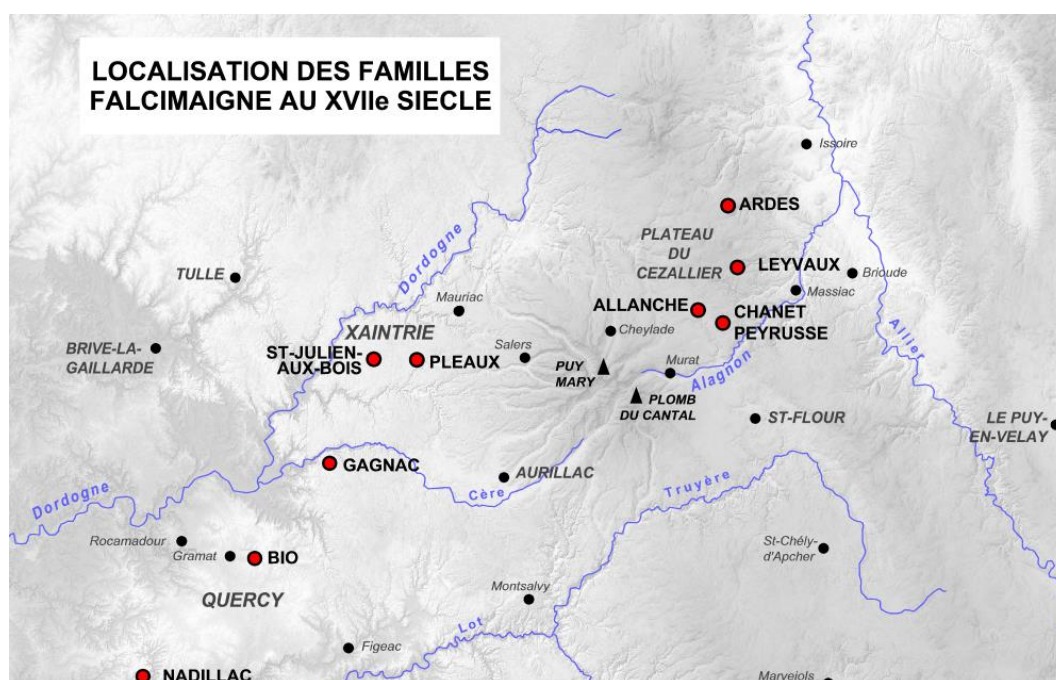 LOCALISATION DES FAMILLES
FALCIMAIGNE AU XVIIe SIECLE
Issoire
ARDES
PLATEAU
DU
CEZALLIER
LEYVAUX
Brioude
Massiac
Dordogne
TULLE
Mauriac
ALLANCHE
CHANET
PEYRUSSE
Cheylade
XAINTRIE
BRIVE-LA-
GAILLARDE
ST-JULIEN-
AUX-BOIS
PLEAUX
Salers
PUY
MARY
Murat
Alagnon
Allier
PLOMB
DU CANTAL
ST-FLOUR
LE PUY-
EN-VELAY
GAGNAC
AURILLAC
Cère
Truyère
Dordogne
Rocamadour
Gramat
BIO
St-Chély-
d'Apcher
QUERCY
Montsalvy
Lot
Figeac
NADILLAC
Marvejols